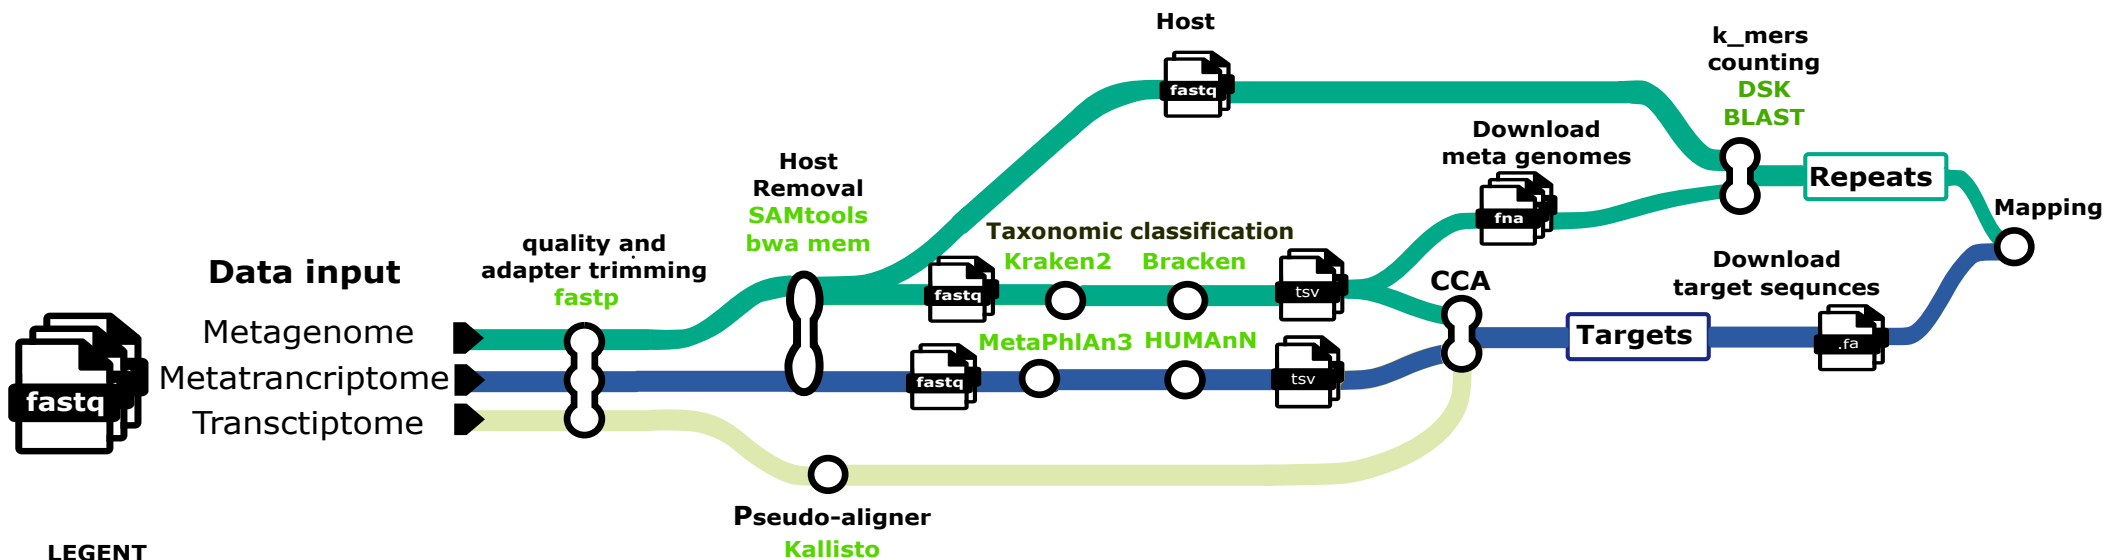 Host
k_mers
counting
DSK
BLAST
Download
meta genomes
Host
Removal
SAMtools
bwa mem
fastq
fna
Repeats
Mapping
quality and
adapter trimming
fastp
Taxonomic classification
Kraken2 Bracken
fastq
tsv
CCA
Download
target sequnces
Data input
Metagenome
Metatrancriptome
Transctiptome
fastq
MetaPhlAn3 HUMAnN
fastq
tsv
Targets
.fa
Pseudo-aligner
Kallisto
LEGENT